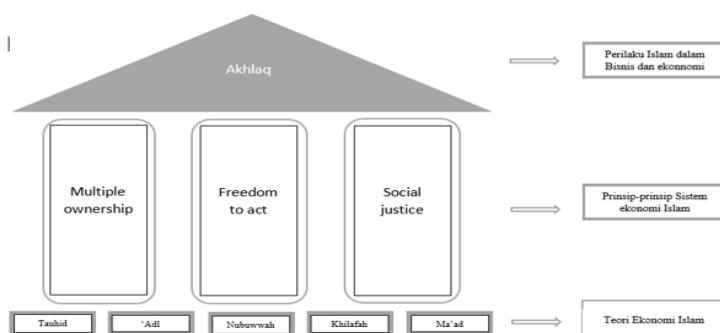 Akhlaq
Perilaku Islam dalam
Bisnis dan ekonnomi
Multiple
ownership
Freedom
to act
Social
justice
Prinsip-prinsip Sistem
ekonomi Islam
Tauhid
'Adl
Nubuwwah
Khilafah
Ma'ad
Teori Ekonomi Islam